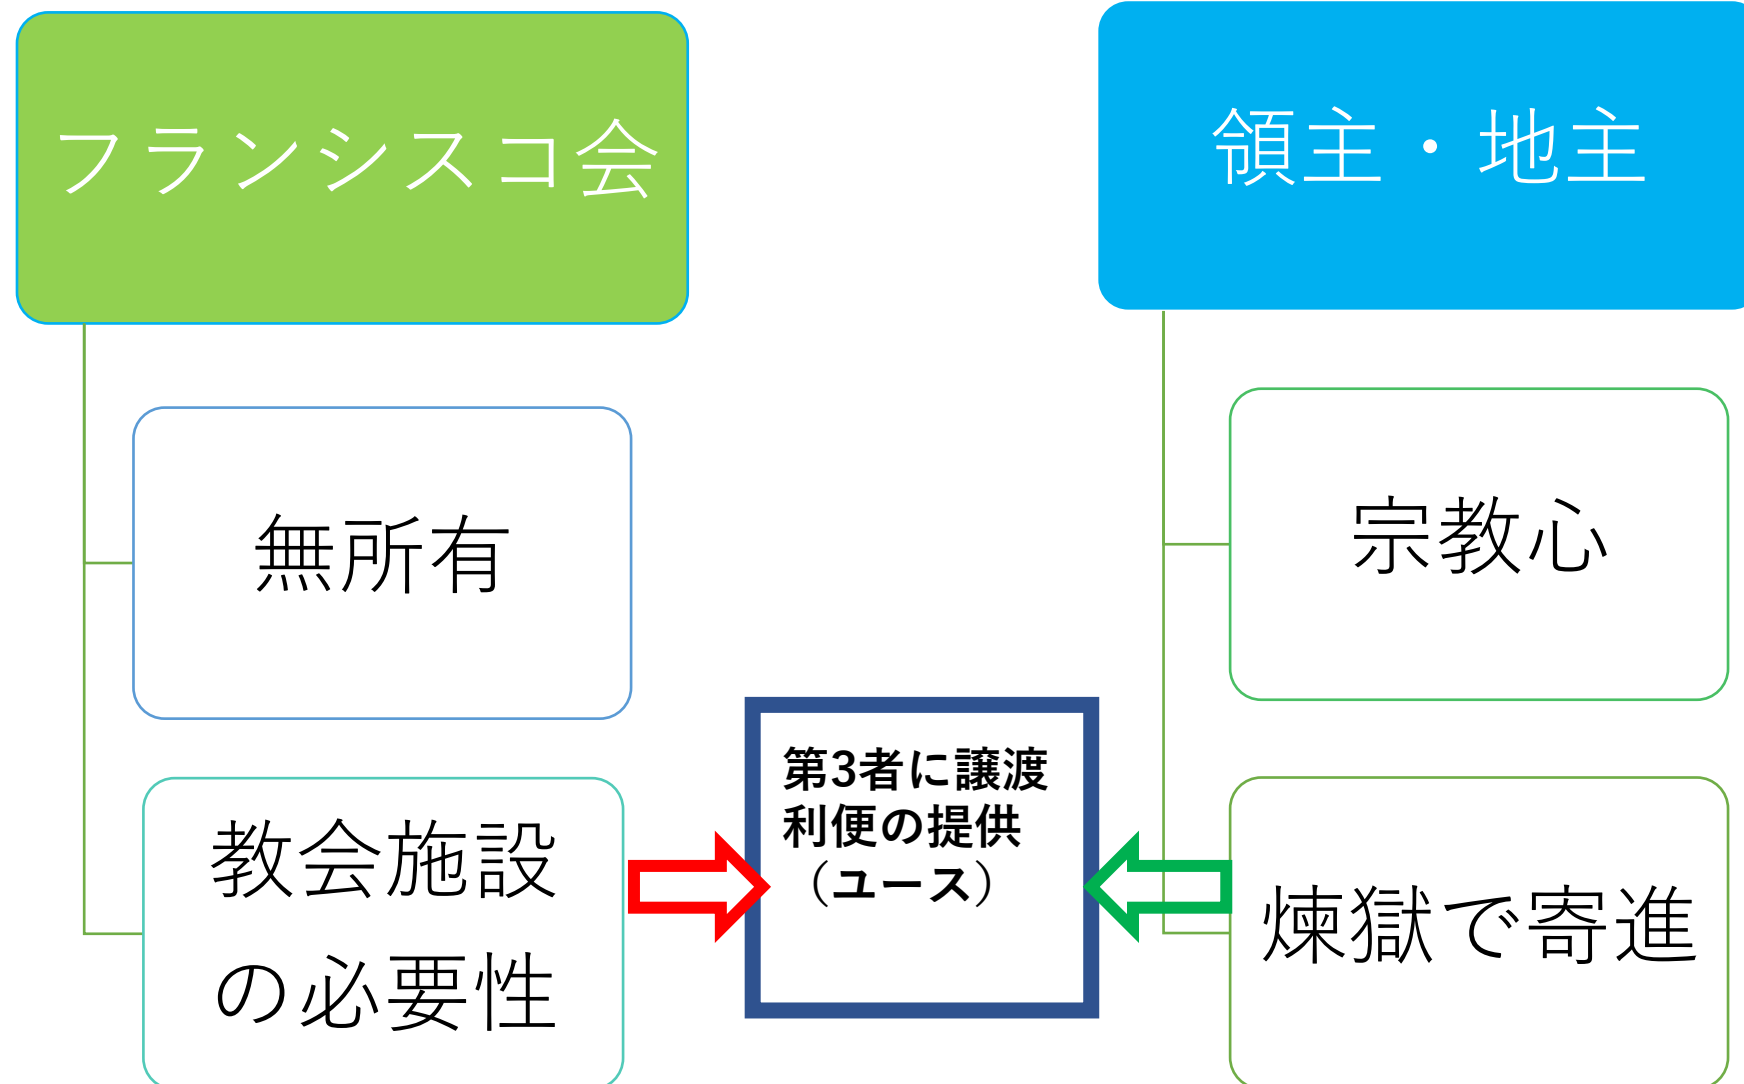 フランシスコ会
無所有
教会施設
の必要性
第3者に譲渡
利便の提供
（ユース）
領主・地主
宗教心
煉獄で寄進